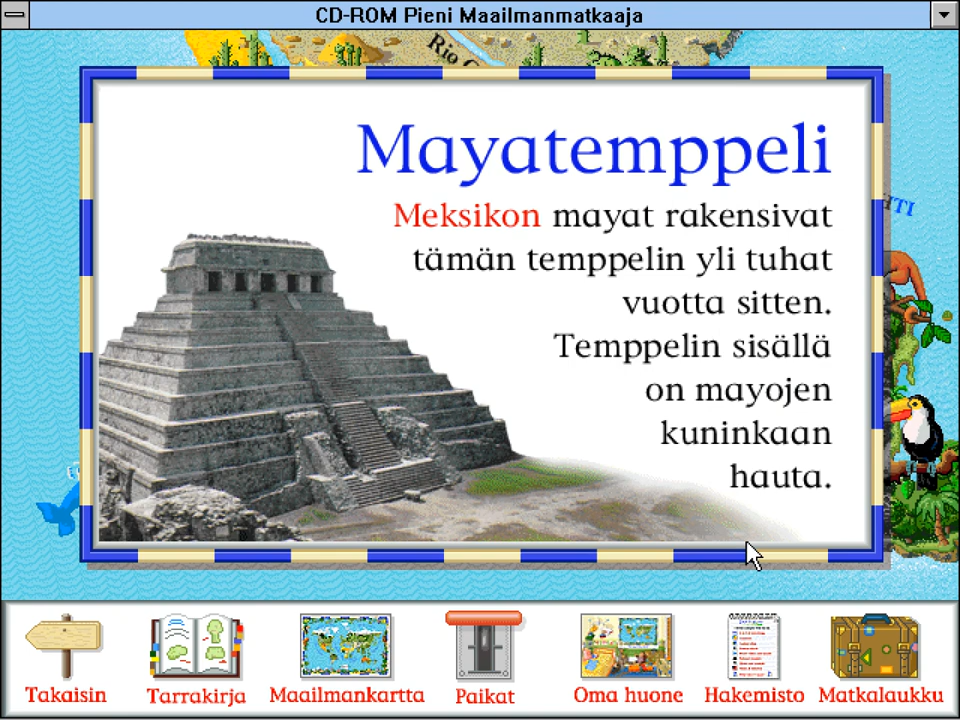 CD-ROM Pieni Maailmanmatkaaja
Rio
Mayatemppeli
Meksikon mayat rakensivat
tämän temppelin yli tuhat
vuotta sitten.
Temppelin sisällä
on mayojen
kuninkaan
hauta.
Takaisin
Tarrakirja
Maailmankartta
Paikat
Oma huone
Hakemisto
Matkalaukku